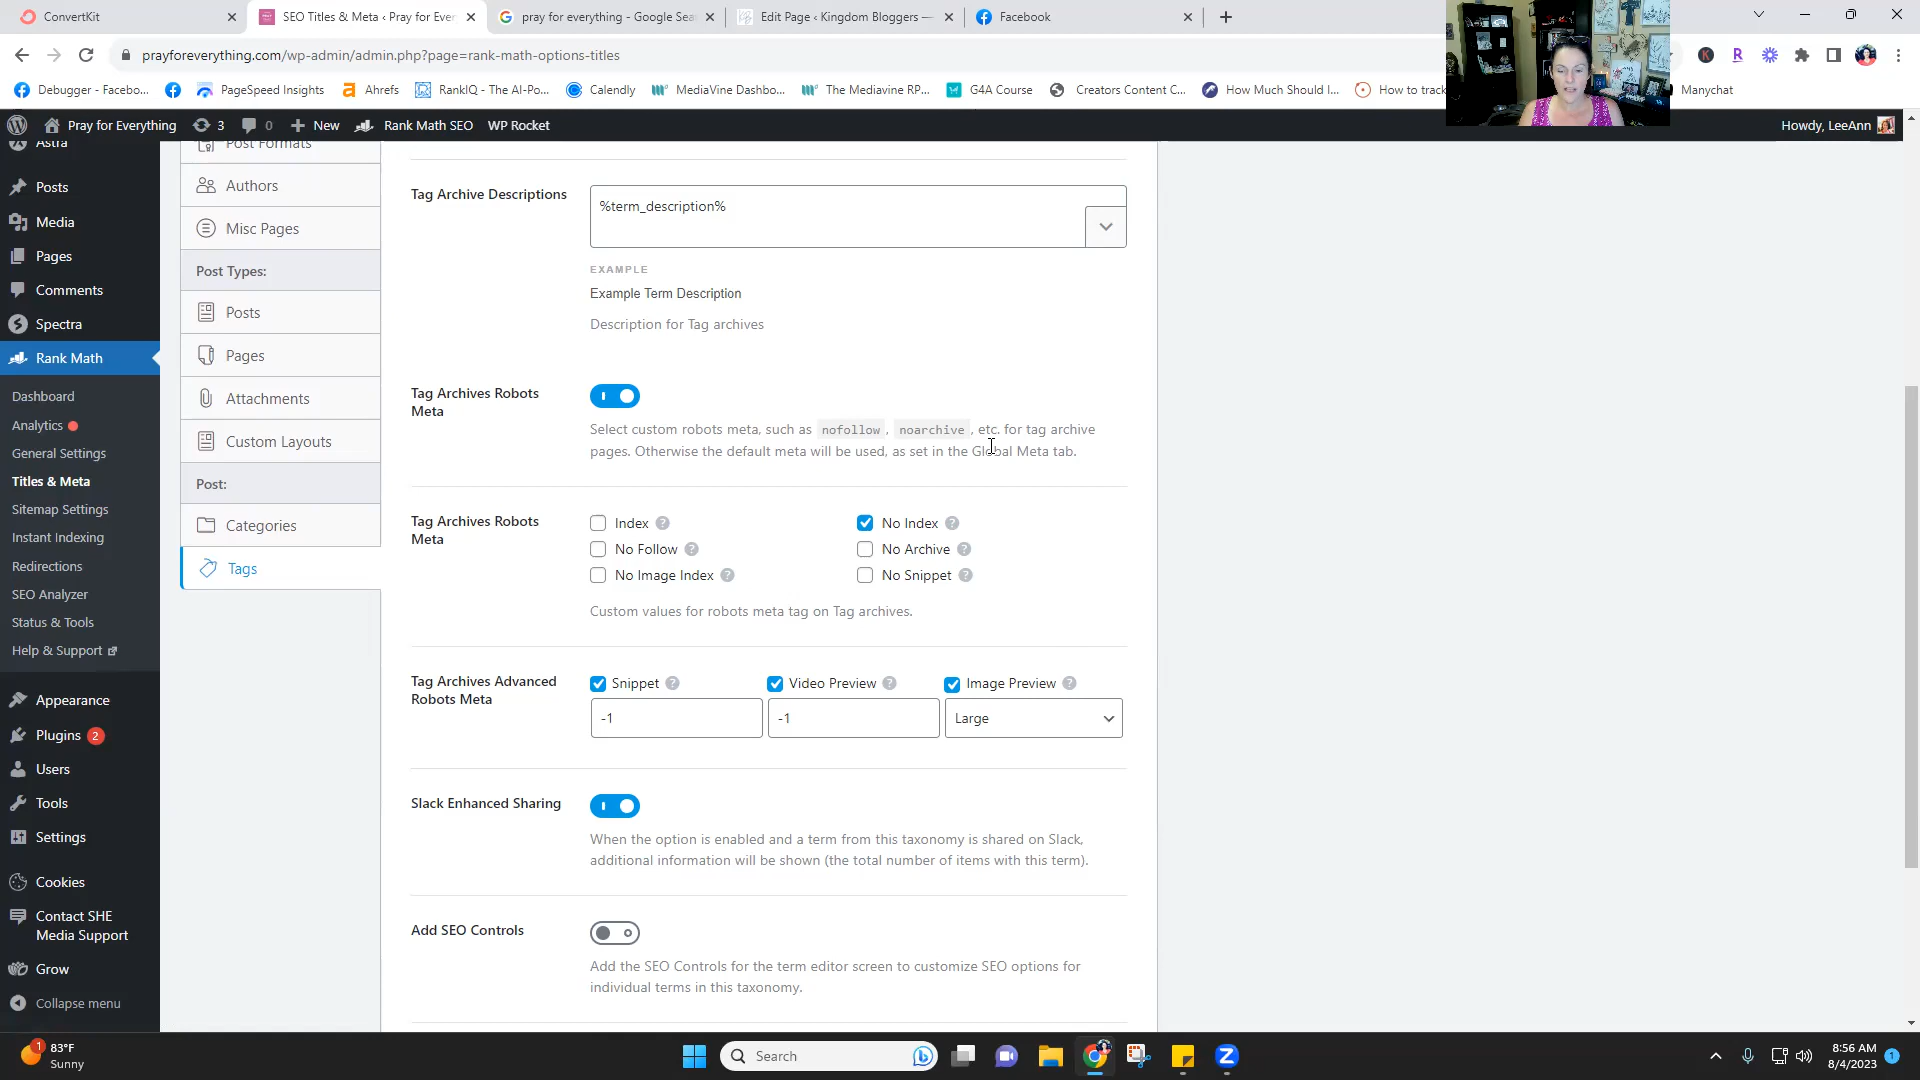 ConvertKit
SEO Titles & Meta ‹ Pray for Ever
pray for everything - Google Sea
Edit Page ‹ Kingdom Bloggers —
Facebook
prayforeverything.com/wp-admin/admin.php?page=rank-math-options-titles
Debugger - Facebo...
PageSpeed Insights
Ahrefs
RankIQ - The AI-Po...
Calendly
MediaVine Dashbo...
The Mediavine RP...
G4A Course
Creators Content C...
How Much Should I...
How to track
Manychat
Pray for Everything
3
0
New
Rank Math SEO
WP Rocket
Howdy, LeeAnn
Astra
Posts
Media
Pages
Comments
Spectra
Rank Math
Dashboard
Analytics
General Settings
Titles & Meta
Sitemap Settings
Instant Indexing
Redirections
SEO Analyzer
Status & Tools
Help & Support
Appearance
Plugins 2
Users
Tools
Settings
Cookies
Contact SHE
Media Support
Grow
Collapse menu
Post Formats
Authors
Misc Pages
Post Types:
Posts
Pages
Attachments
Custom Layouts
Post:
Categories
Tags
Tag Archive Descriptions
%term_description%
EXAMPLE
Example Term Description
Description for Tag archives
Tag Archives Robots
Meta
Select custom robots meta, such as nofollow, noarchive, etc. for tag archive
pages. Otherwise the default meta will be used, as set in the Global Meta tab.
Tag Archives Robots
Meta
Index
No Index
No Follow
No Archive
No Image Index
No Snippet
Custom values for robots meta tag on Tag archives.
Tag Archives Advanced
Robots Meta
Snippet
Video Preview
Image Preview
-1
-1
Large
Slack Enhanced Sharing
When the option is enabled and a term from this taxonomy is shared on Slack,
additional information will be shown (the total number of items with this term).
Add SEO Controls
Add the SEO Controls for the term editor screen to customize SEO options for
individual terms in this taxonomy.
1
83°F
Sunny
Search
8:56 AM
8/4/2023
1